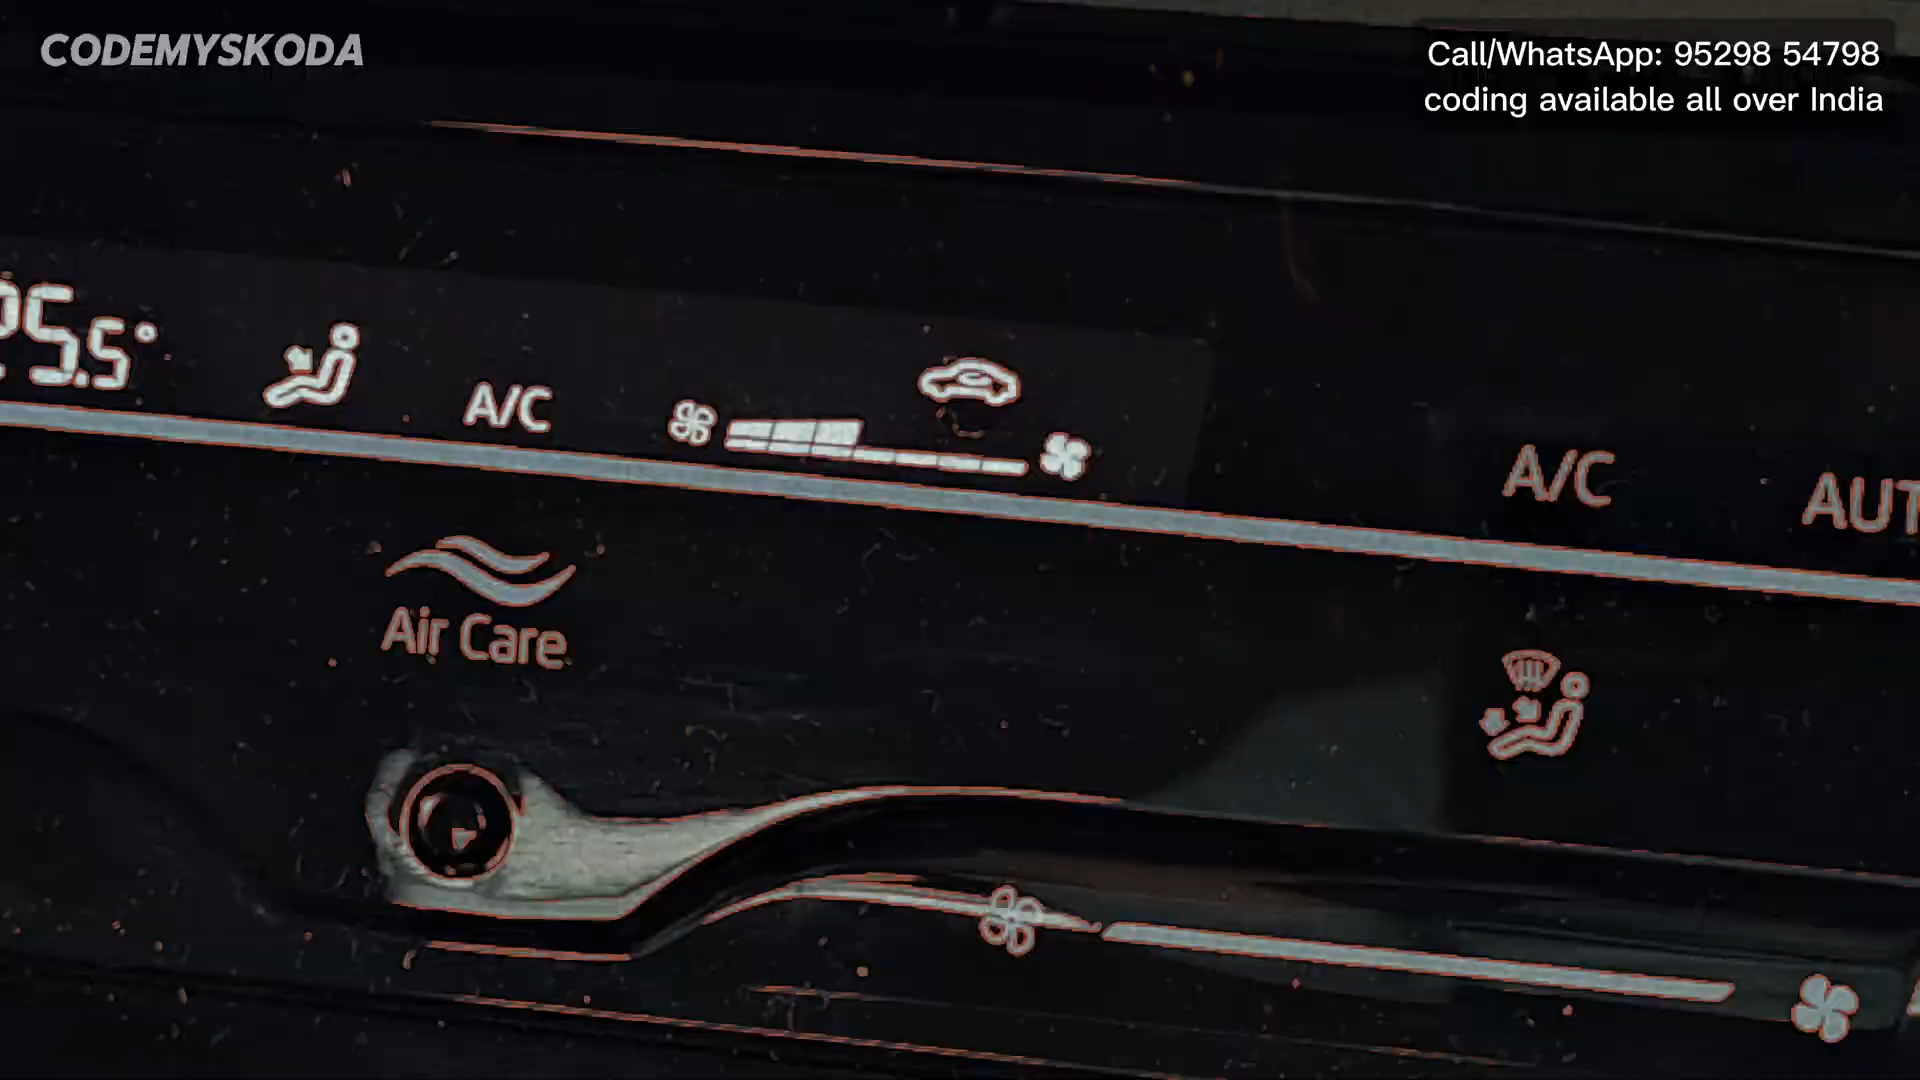 CODEMYSKODA
Call/WhatsApp: 95298 54798
coding available all over India
5.5°
A/C
A/C
Air Care